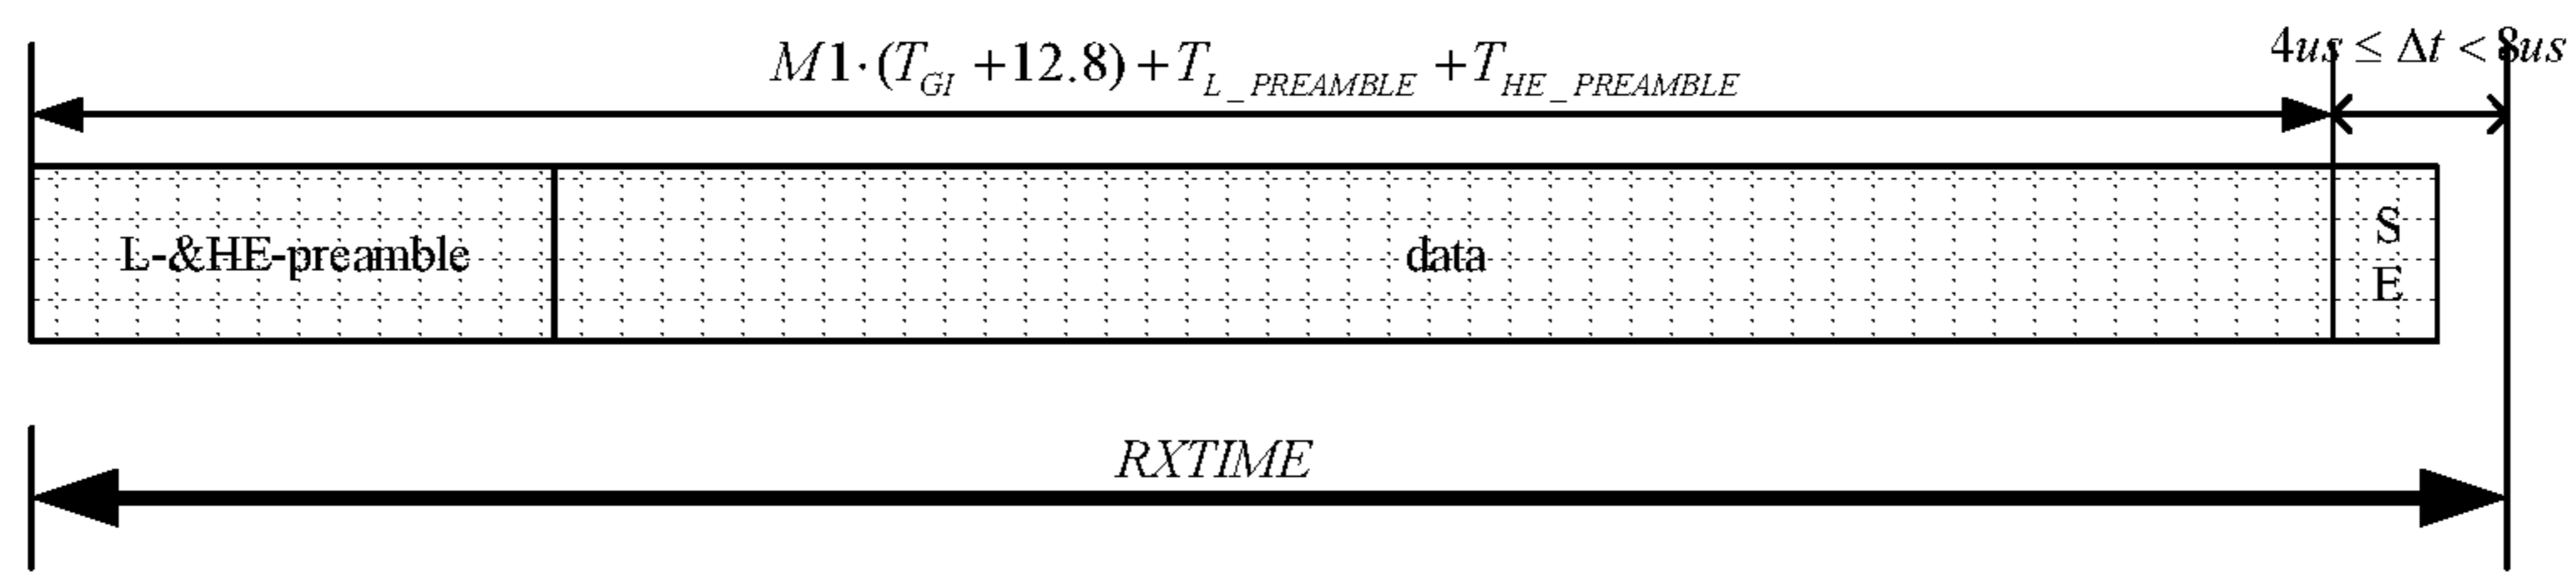 M1·(T_GI +12.8)+T_L_PREAMBLE +T_HE_PREAMBLE
4us ≤ Δt < 8us
L-&HE-preamble
data
S
E
RXTIME